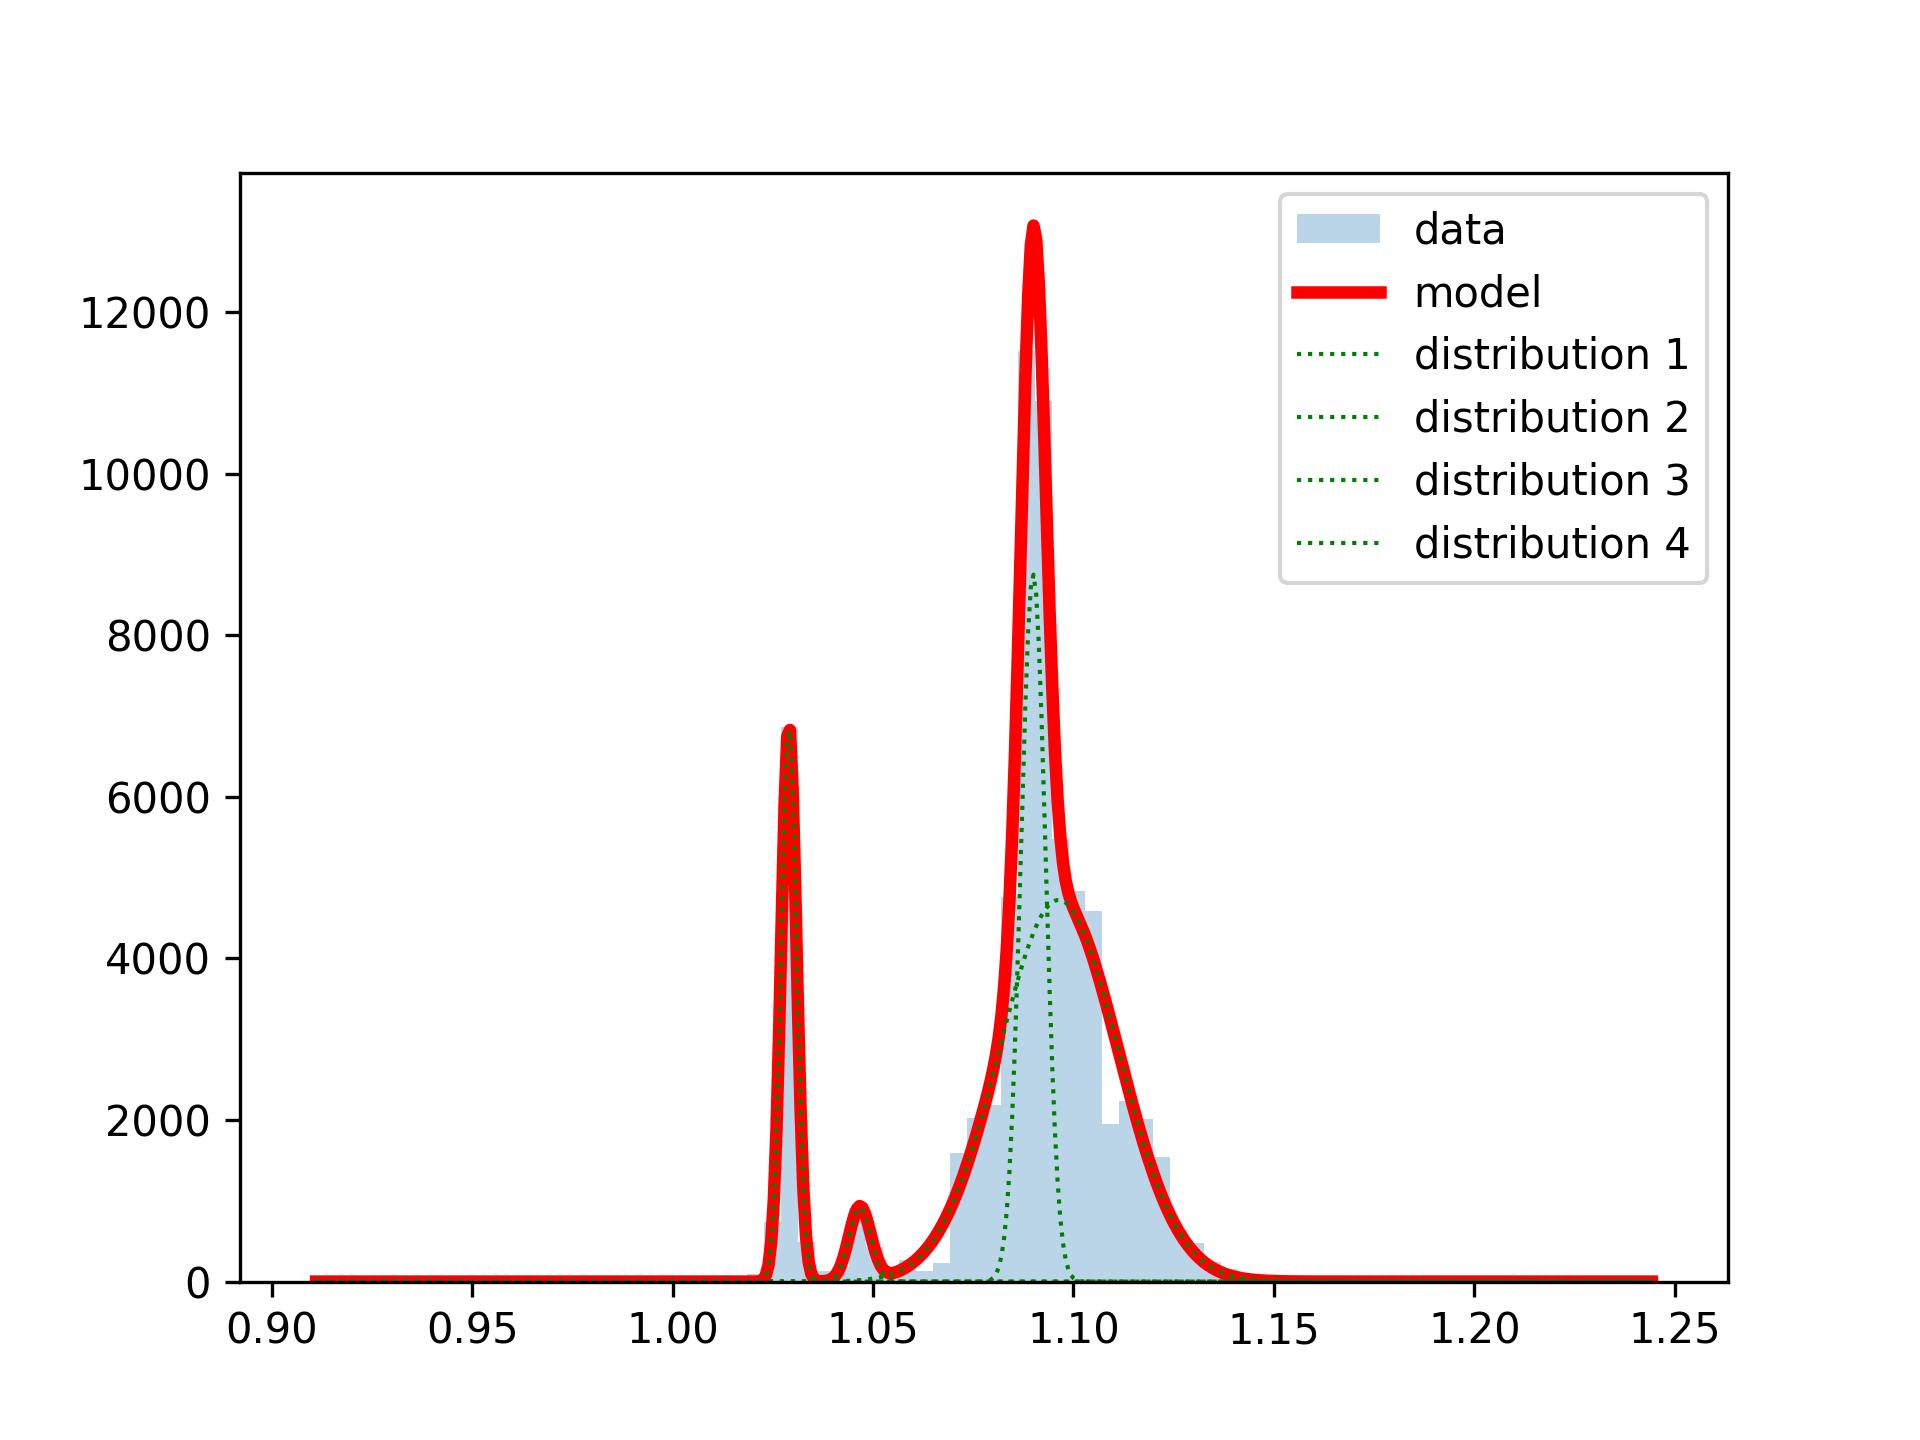 data
model
distribution 1
distribution 2
distribution 3
distribution 4
12000
10000
8000
6000
4000
2000
0
0.90 0.95 1.00 1.05 1.10 1.15 1.20 1.25